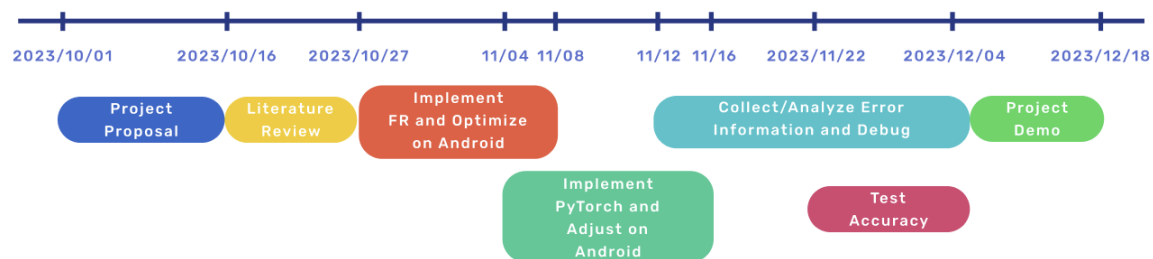 2023/10/01 2023/10/16 2023/10/27 11/04 11/08 11/12 11/16 2023/11/22 2023/12/04 2023/12/18
Project
Proposal
Literature
Review
Implement
FR and Optimize
on Android
Collect/Analyze Error
Information and Debug
Project
Demo
Implement
PyTorch and
Adjust on
Android
Test
Accuracy